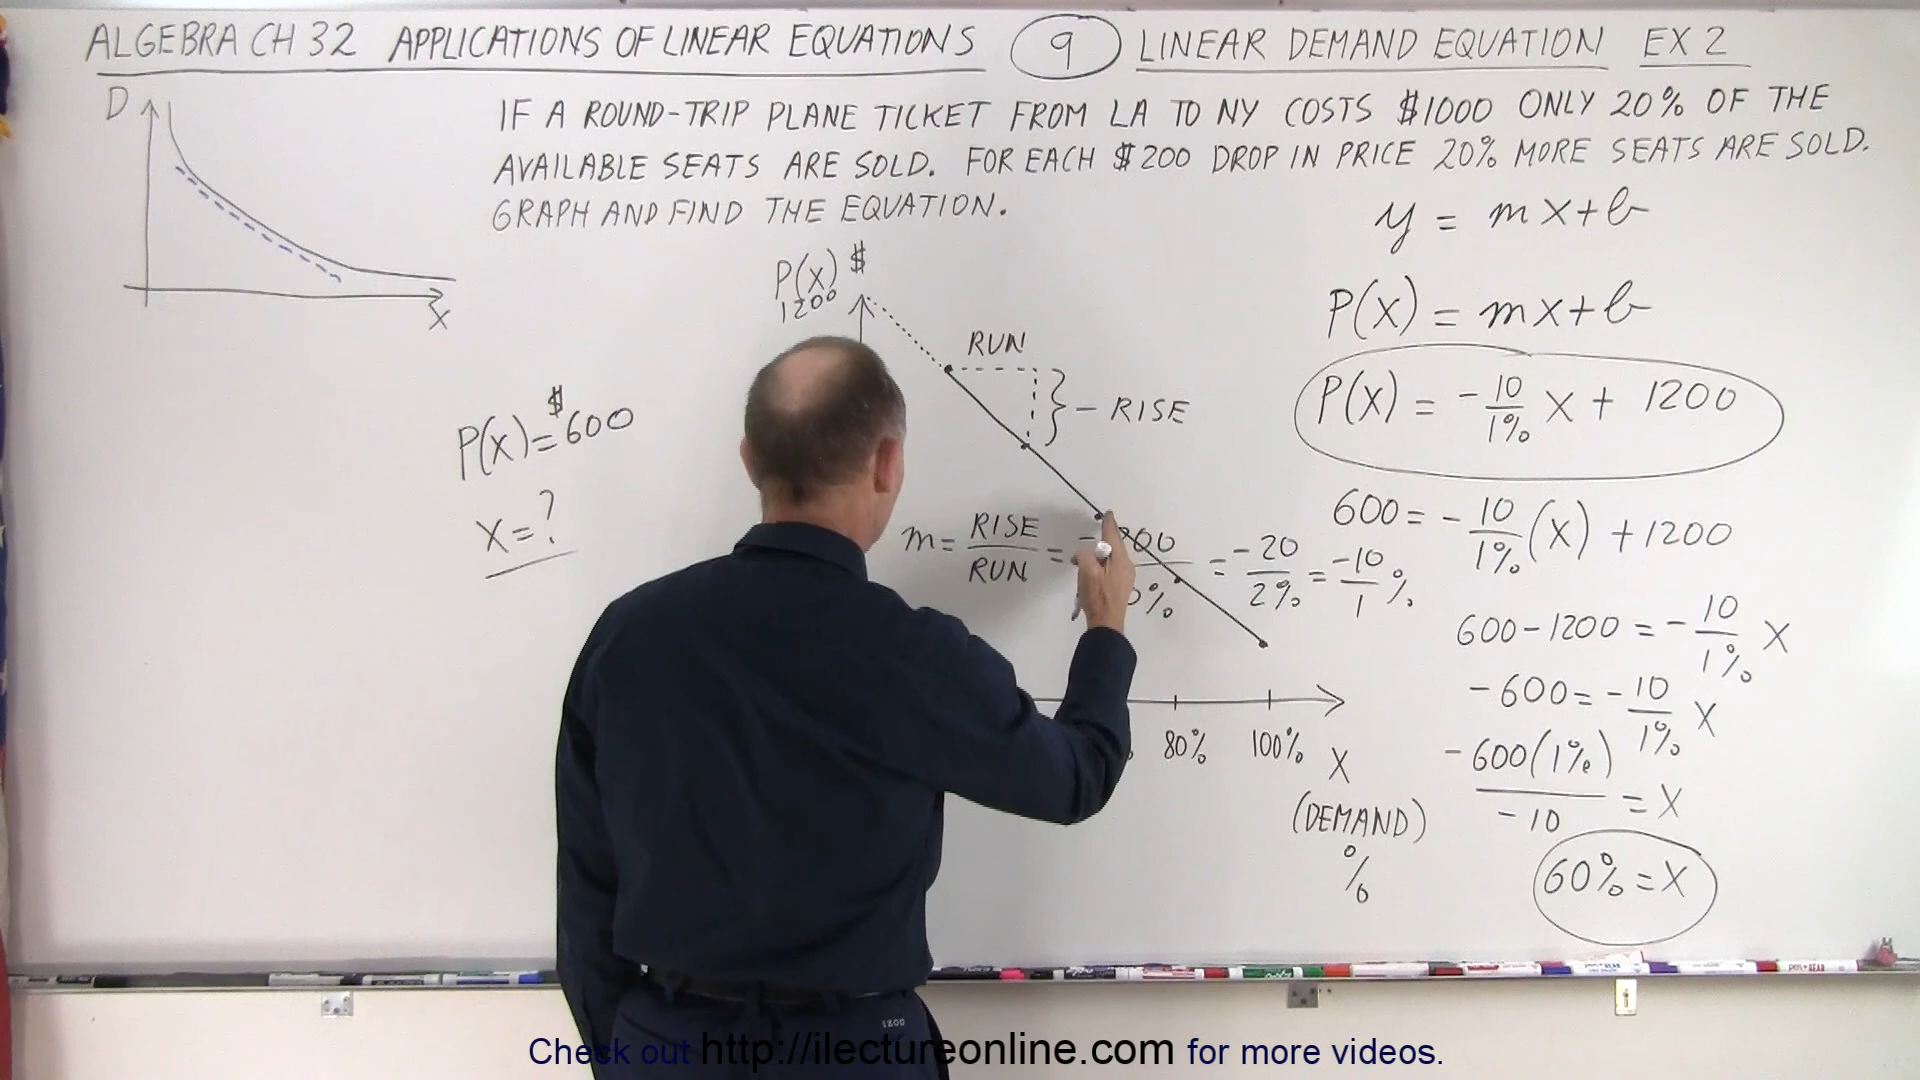 ALGEBRA CH 32 APPLICATIONS OF LINEAR EQUATIONS 9 LINEAR DEMAND EQUATION EX 2
IF A ROUND-TRIP PLANE TICKET FROM LA TO NY COSTS $1000 ONLY 20% OF THE
AVAILABLE SEATS ARE SOLD. FOR EACH $200 DROP IN PRICE 20% MORE SEATS ARE SOLD.
GRAPH AND FIND THE EQUATION.
D
X
P(X)=$600
X=?
P(X) $
1200
RUN
- RISE
m = RISE/RUN = = -20/2% = -10/1 %
80% 100% X
(DEMAND)
%
y = mx+b
P(X) = mx+b
P(X) = -10/1% X + 1200
600 = -10/1% (X) + 1200
600-1200 = -10/1% X
-600 = -10/1% X
-600(1%)/-10 = X
60% = X
1200
Check out http://ilectureonline.com for more videos.